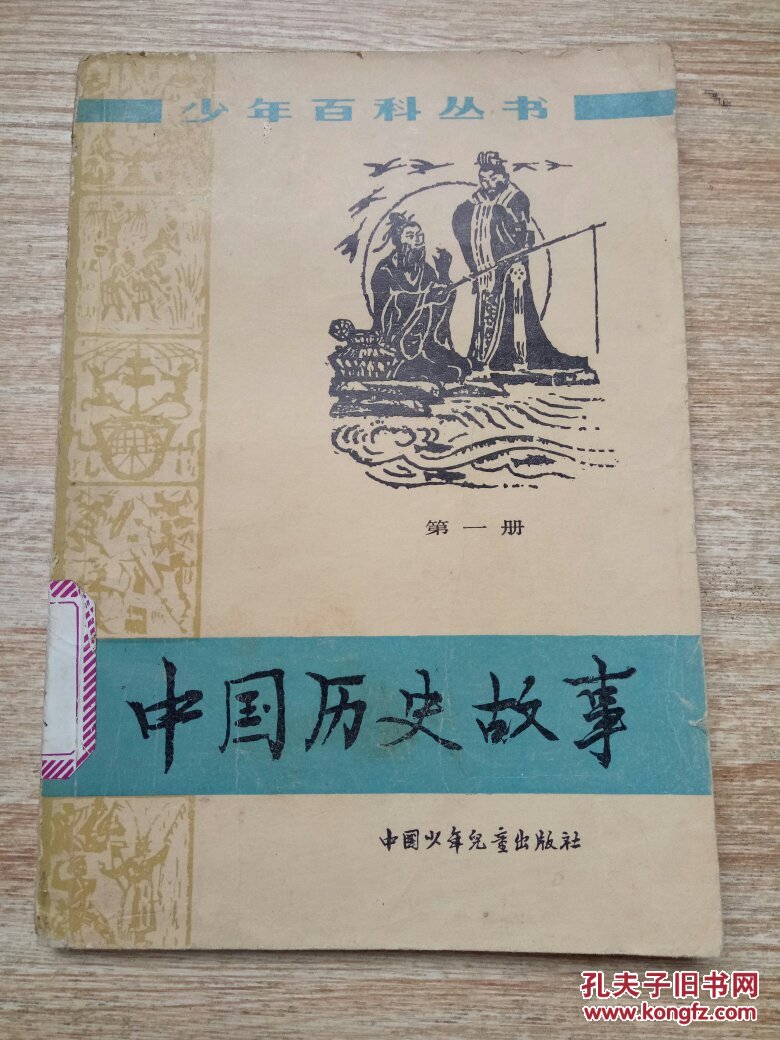 少年百科丛书
第一册
中国历史故事
中国少年兒童出版社
孔夫子旧书网
www.kongfz.com